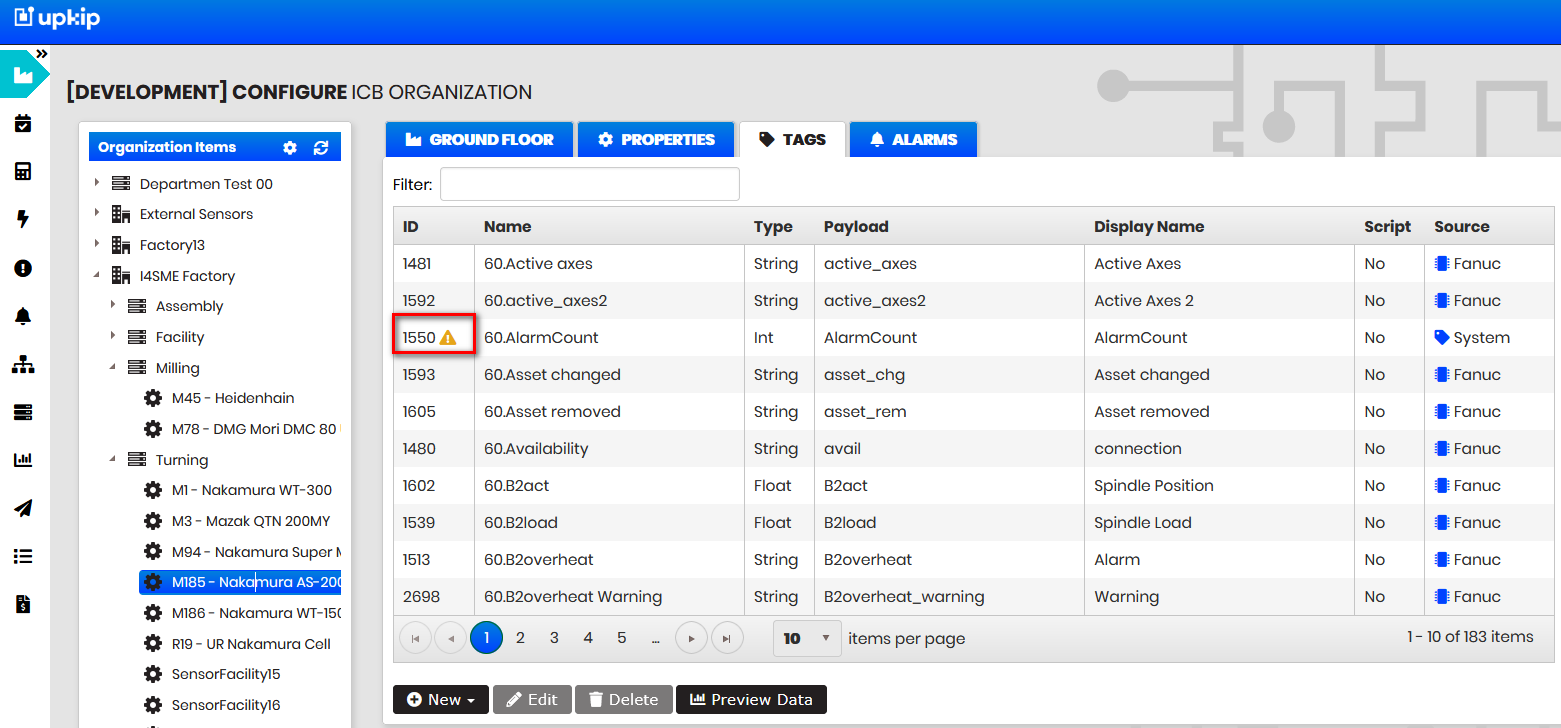 upkip
[DEVELOPMENT] CONFIGURE ICB ORGANIZATION
Organization Items
Departmen Test 00
External Sensors
Factory13
I4SME Factory
Assembly
Facility
Milling
M45 - Heidenhain
M78 - DMG Mori DMC 80
Turning
M1 - Nakamura WT-300
M3 - Mazak QTN 200MY
M94 - Nakamura Super
M185 - Nakamura AS-200
M186 - Nakamura WT-150
R19 - UR Nakamura Cell
SensorFacility15
SensorFacility16
GROUND FLOOR PROPERTIES TAGS ALARMS
Filter:
ID Name Type Payload Display Name Script Source
1481 60.Active axes String active_axes Active Axes No Fanuc
1592 60.active_axes2 String active_axes2 Active Axes 2 No Fanuc
1550 60.AlarmCount Int AlarmCount AlarmCount No System
1593 60.Asset changed String asset_chg Asset changed No Fanuc
1605 60.Asset removed String asset_rem Asset removed No Fanuc
1480 60.Availability String avail connection No Fanuc
1602 60.B2act Float B2act Spindle Position No Fanuc
1539 60.B2load Float B2load Spindle Load No Fanuc
1513 60.B2overheat String B2overheat Alarm No Fanuc
2698 60.B2overheat Warning String B2overheat_warning Warning No Fanuc
1 2 3 4 5 ... 10 items per page 1 - 10 of 183 items
New Edit Delete Preview Data